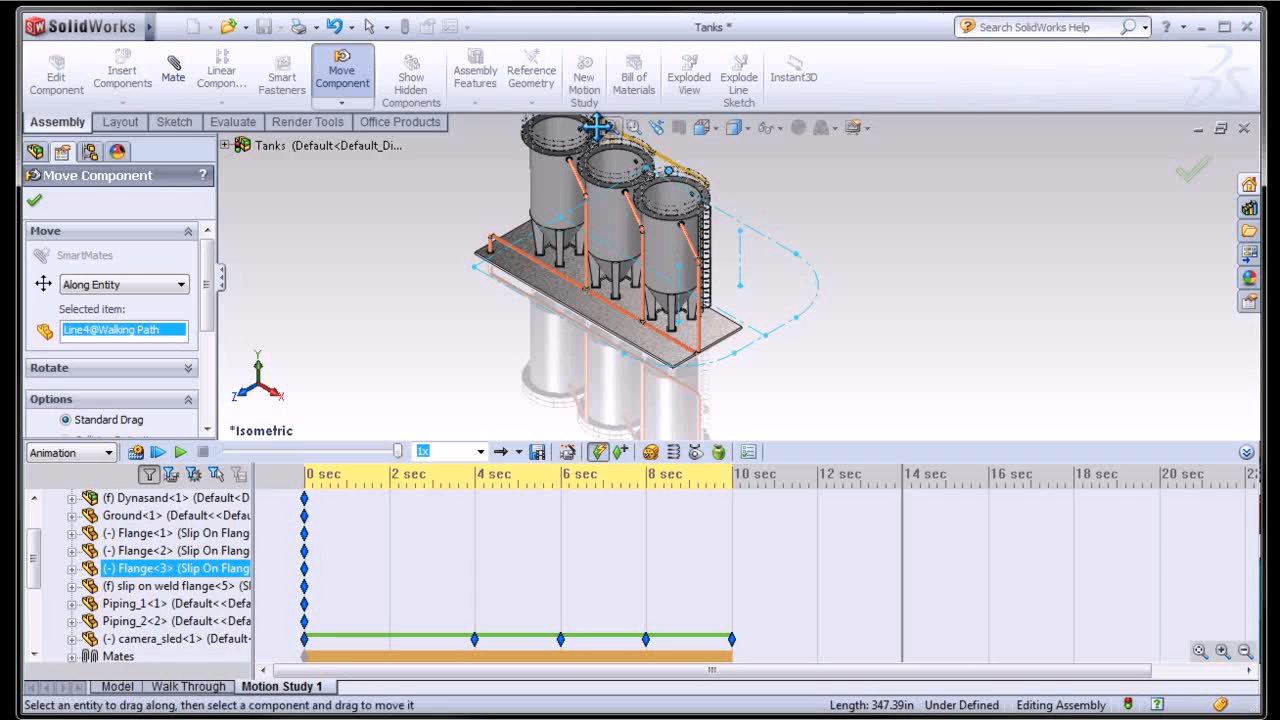 SW SolidWorks
Tanks *
Search SolidWorks Help
?
Edit Component
Insert Components
Mate
Linear Compon...
Smart Fasteners
Move Component
Show Hidden Components
Assembly Features
Reference Geometry
New Motion Study
Bill of Materials
Exploded View
Explode Line Sketch
Instant3D
Assembly Layout Sketch Evaluate Render Tools Office Products
Tanks (Default<Default_Di...
Move Component ?
Move
SmartMates
Along Entity
Selected item:
Line4@Walking Path
Rotate
Options
Standard Drag
Y
Z X
*Isometric
Animation
1x
0 sec 2 sec 4 sec 6 sec 8 sec 10 sec 12 sec 14 sec 16 sec 18 sec 20 sec 22
(f) Dynasand<1> (Default<D
Ground<1> (Default<<Defau
(-) Flange<1> (Slip On Flang
(-) Flange<2> (Slip On Flang
(-) Flange<3> (Slip On Flang
(f) slip on weld flange<5> (Sl
Piping_1<1> (Default<<Defa
Piping_2<2> (Default<<Defa
(-) camera_sled<1> (Default<
Mates
Model Walk Through Motion Study 1
Select an entity to drag along, then select a component and drag to move it
Length: 347.39in Under Defined Editing Assembly ?